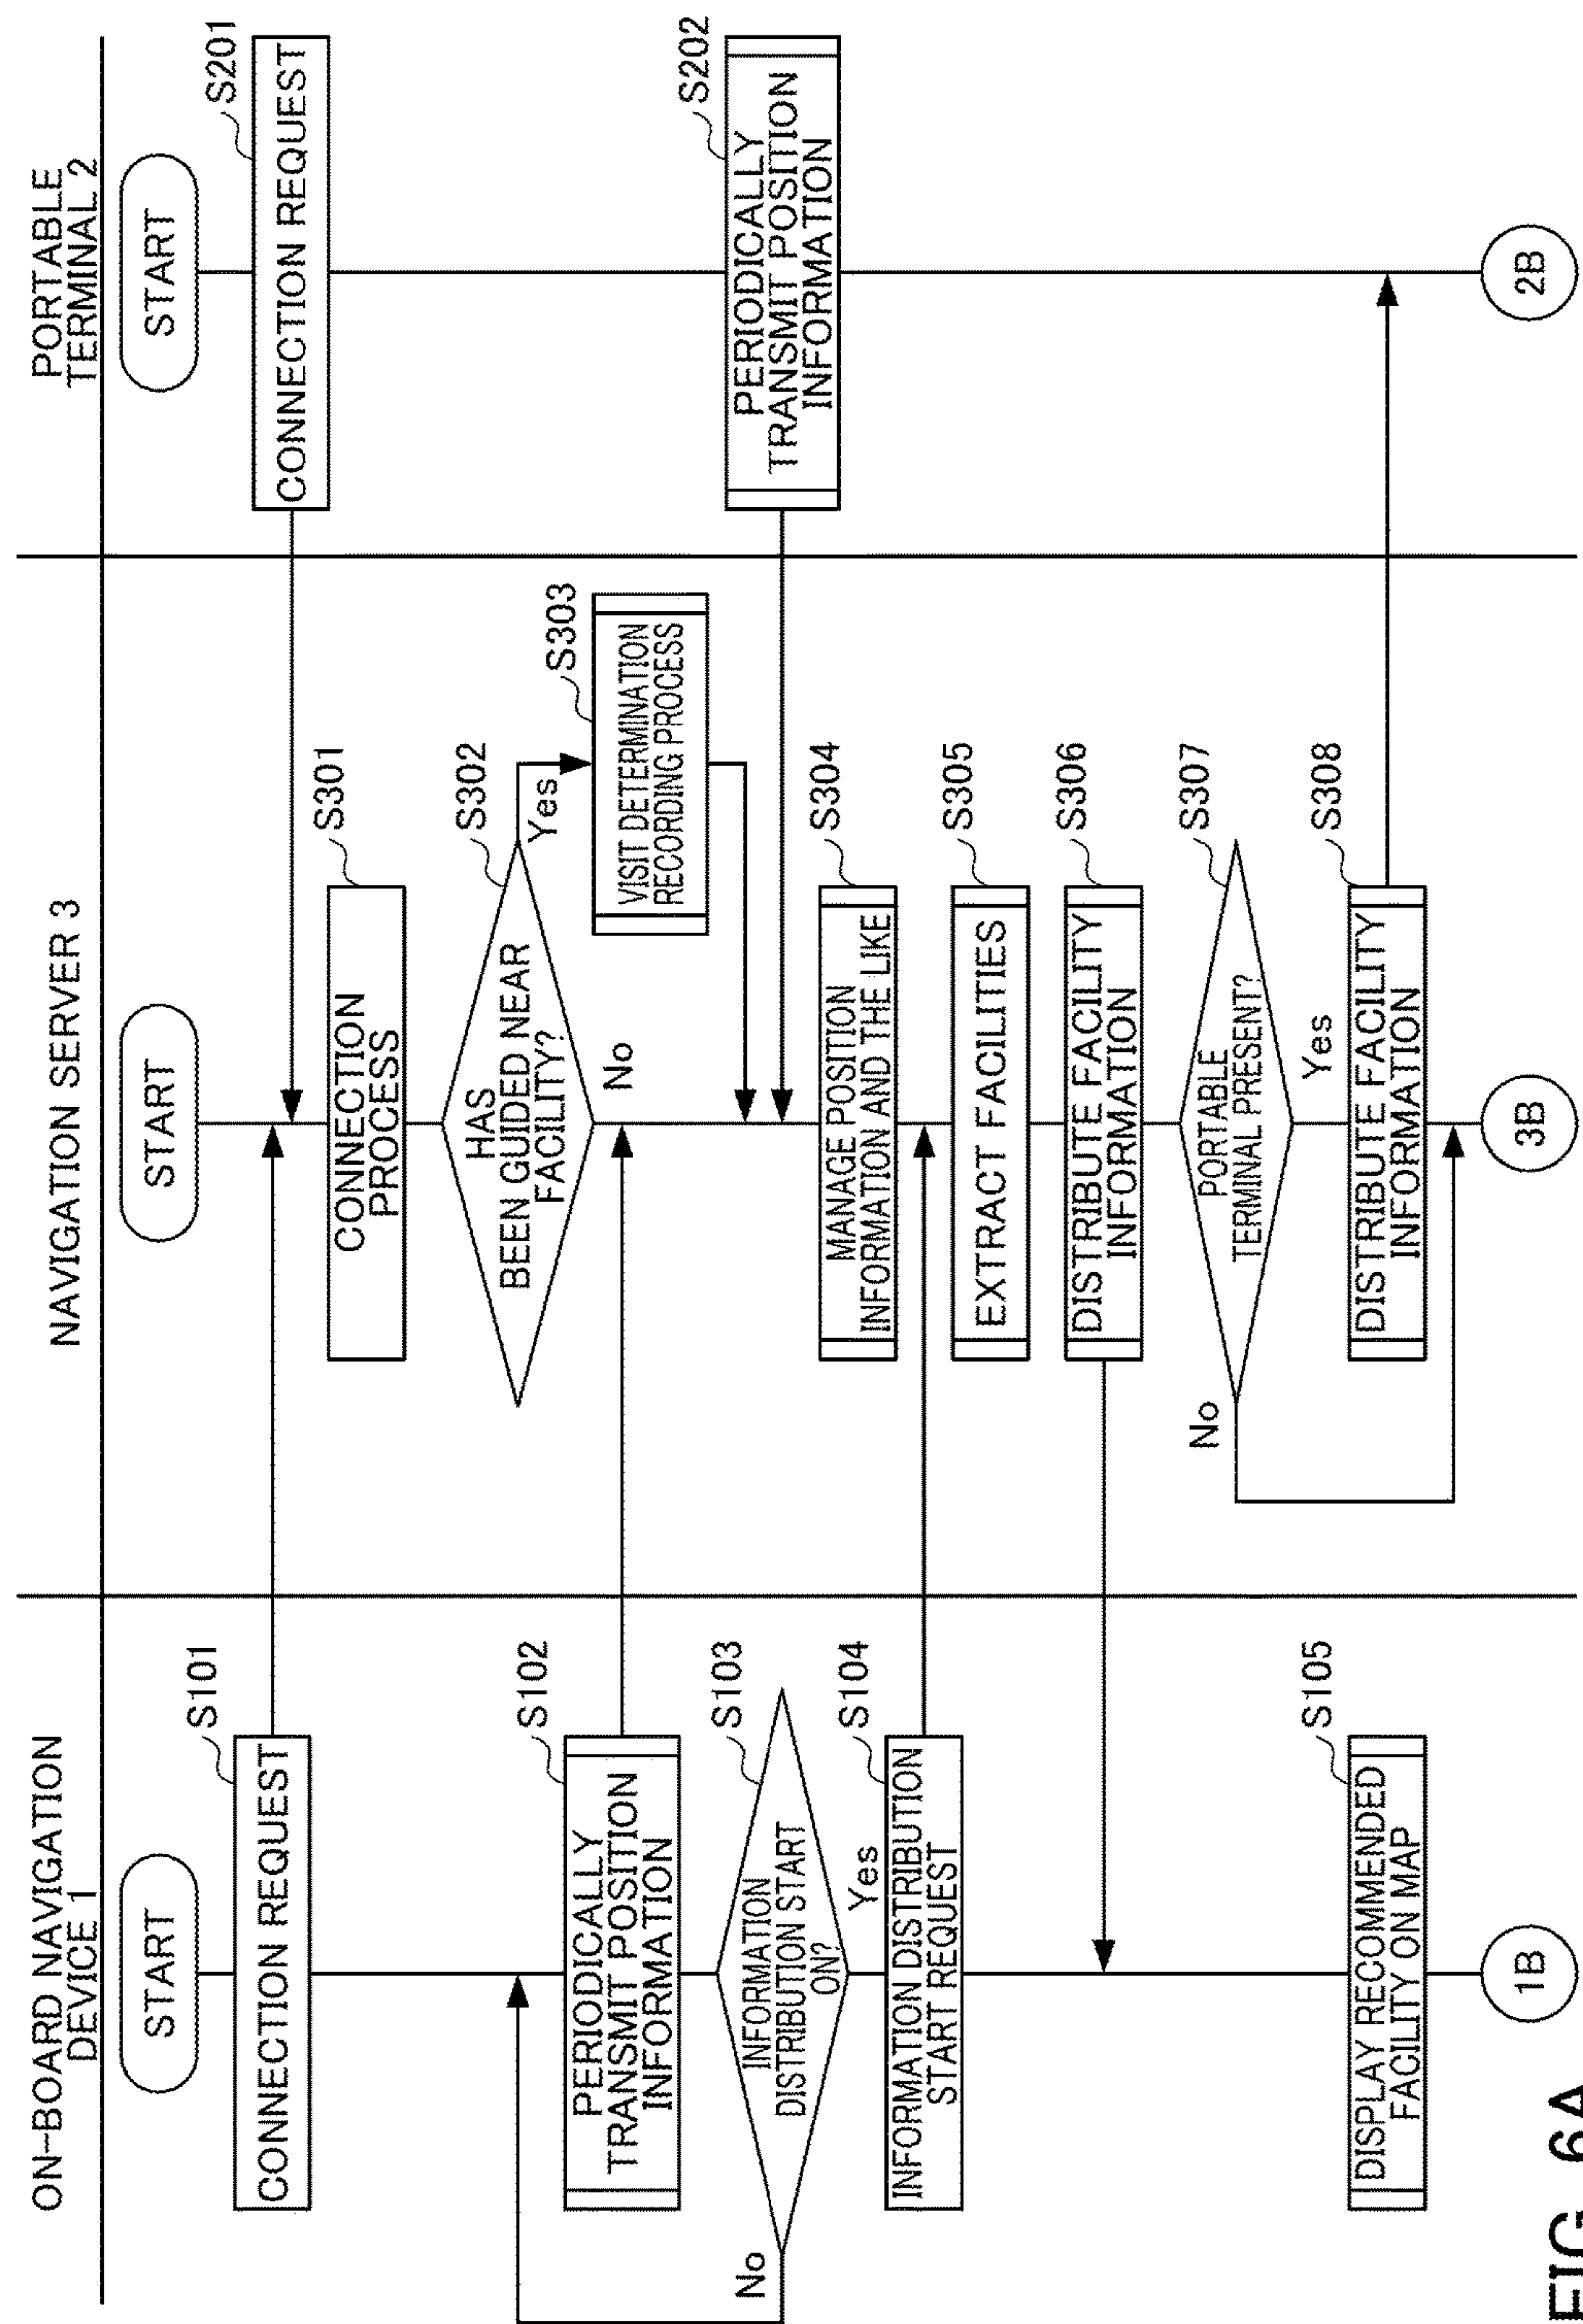 ON-BOARD NAVIGATION
DEVICE 1
START
S101
CONNECTION REQUEST
S102
PERIODICALLY
TRANSMIT POSITION
INFORMATION
S103
INFORMATION
DISTRIBUTION START
ON?
No
Yes
S104
INFORMATION DISTRIBUTION
START REQUEST
S105
DISPLAY RECOMMENDED
FACILITY ON MAP
1B
NAVIGATION SERVER 3
START
S301
CONNECTION
PROCESS
S302
HAS
BEEN GUIDED NEAR
FACILITY?
Yes
No
S303
VISIT DETERMINATION
RECORDING PROCESS
S304
MANAGE POSITION
INFORMATION AND THE LIKE
S305
EXTRACT FACILITIES
S306
DISTRIBUTE FACILITY
INFORMATION
S307
PORTABLE
TERMINAL PRESENT?
No
Yes
S308
DISTRIBUTE FACILITY
INFORMATION
3B
PORTABLE
TERMINAL 2
START
S201
CONNECTION REQUEST
S202
PERIODICALLY
TRANSMIT POSITION
INFORMATION
2B
FIG. 6A